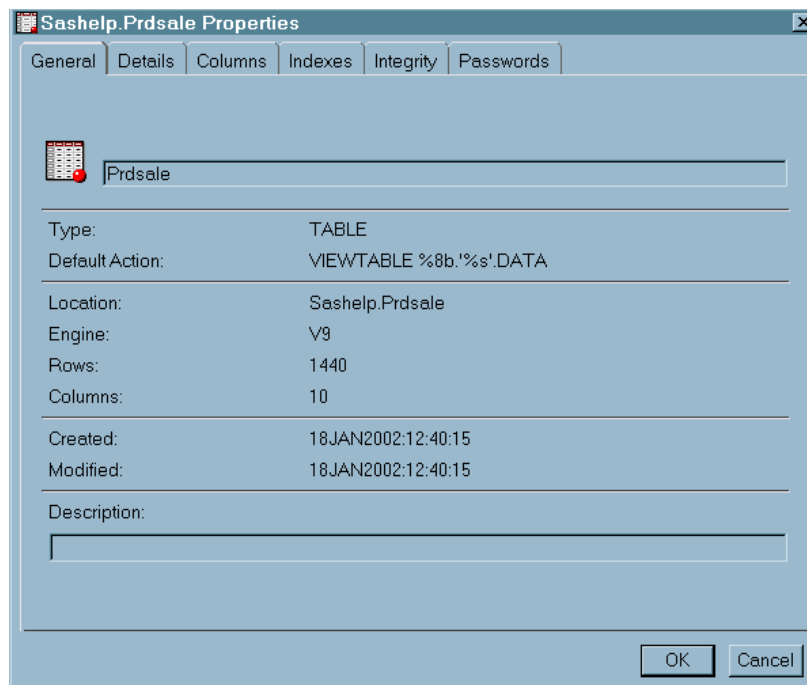 Sashelp.Prdsale Properties
General Details Columns Indexes Integrity Passwords
Prdsale
Type: TABLE
Default Action: VIEWTABLE %8b.'%s'.DATA
Location: Sashelp.Prdsale
Engine: V9
Rows: 1440
Columns: 10
Created: 18JAN2002:12:40:15
Modified: 18JAN2002:12:40:15
Description:
OK Cancel